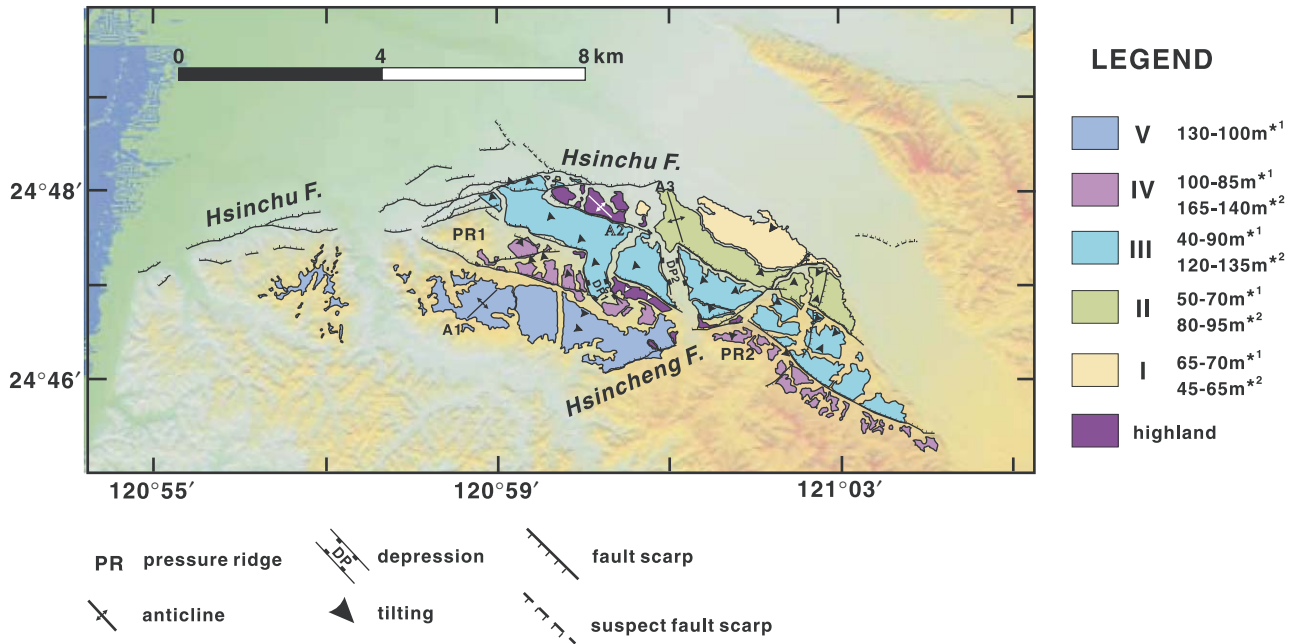 0 4 8 km
LEGEND
V 130-100m*1
IV 100-85m*1
165-140m*2
III 40-90m*1
120-135m*2
II 50-70m*1
80-95m*2
I 65-70m*1
45-65m*2
highland
Hsinchu F.
Hsinchu F.
A3
A2
PR1
DP2
A1
PR2
Hsincheng F.
24°48′
24°46′
120°55′ 120°59′ 121°03′
PR pressure ridge
DP depression
fault scarp
anticline
tilting
suspect fault scarp